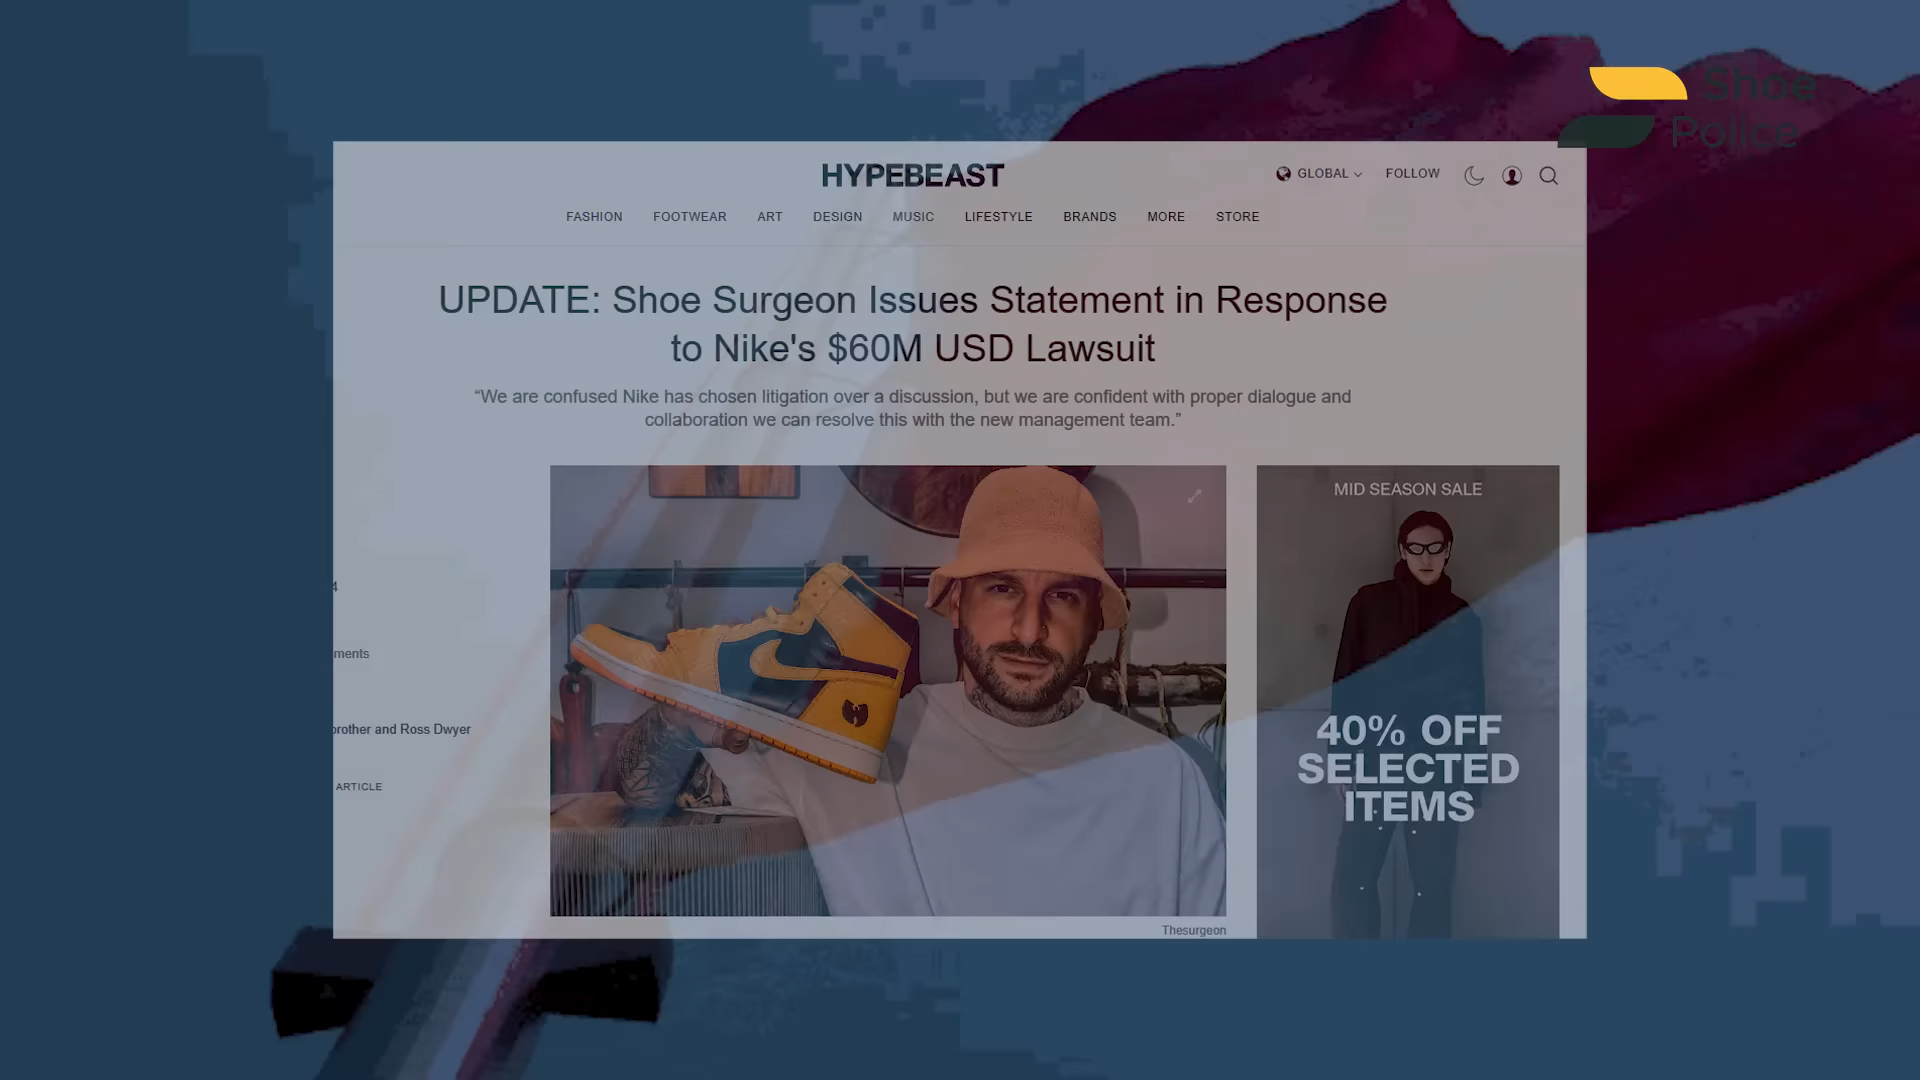 Shoe
Police
HYPEBEAST
GLOBAL
FOLLOW
FASHION FOOTWEAR ART DESIGN MUSIC LIFESTYLE BRANDS MORE STORE
UPDATE: Shoe Surgeon Issues Statement in Response
to Nike's $60M USD Lawsuit
“We are confused Nike has chosen litigation over a discussion, but we are confident with proper dialogue and
collaboration we can resolve this with the new management team.”
MID SEASON SALE
40% OFF
SELECTED
ITEMS
4
ments
brother and Ross Dwyer
ARTICLE
Thesurgeon